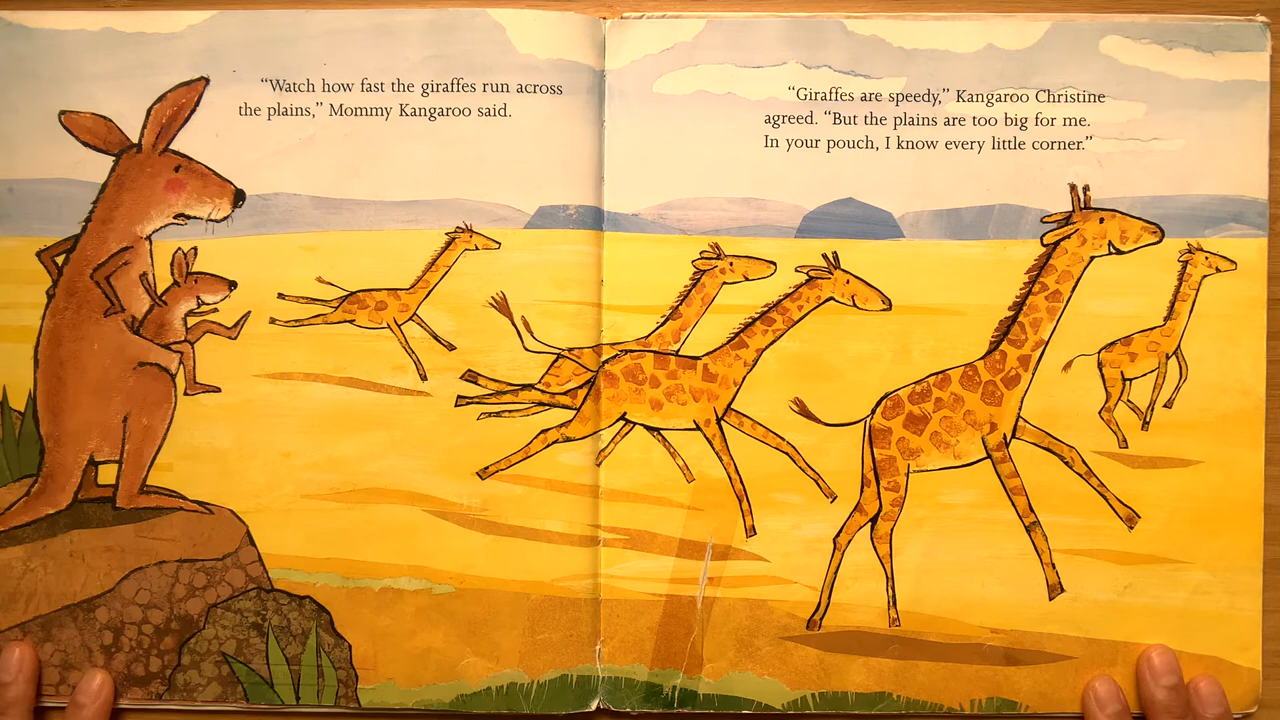 “Watch how fast the giraffes run across
the plains,” Mommy Kangaroo said.
“Giraffes are speedy,” Kangaroo Christine
agreed. “But the plains are too big for me.
In your pouch, I know every little corner.”